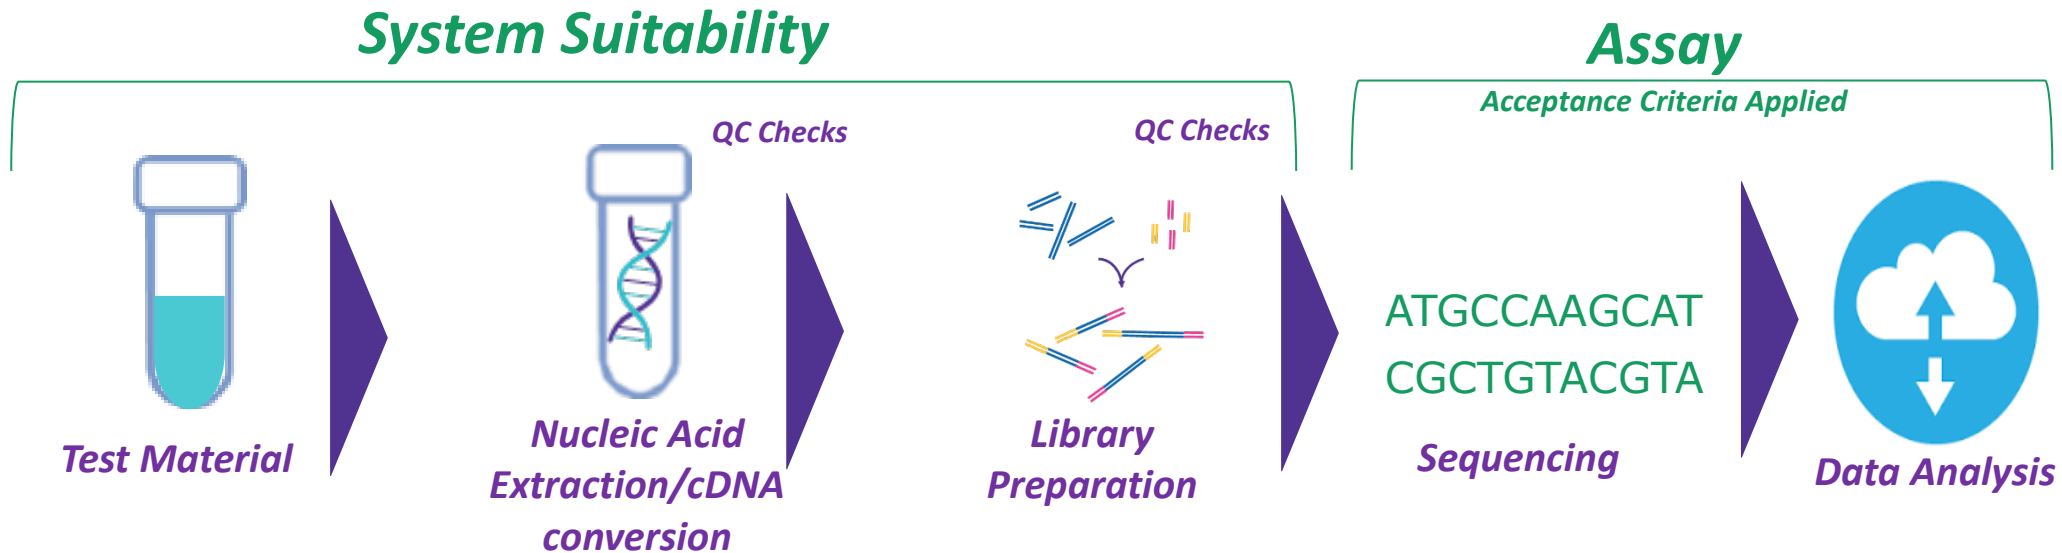 System Suitability
Assay
Acceptance Criteria Applied
QC Checks
QC Checks
Test Material
Nucleic Acid
Extraction/cDNA
conversion
Library
Preparation
ATGCCAAGCAT
CGCTGTACGTA
Sequencing
Data Analysis